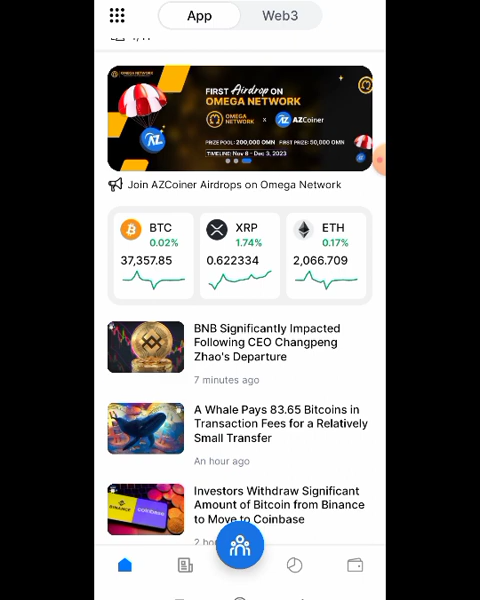 App
Web3
OMEGA NETWORK
FIRST Airdrop ON
OMEGA NETWORK
OMEGA
NETWORK
x
AZCoiner
PRIZE POOL: 200,000 OMN
FIRST PRIZE: 50,000 OMN
TIMELINE: Nov 8 - Dec 3, 2023
AZ
Join AZCoiner Airdrops on Omega Network
BTC
0.02%
37,357.85
XRP
1.74%
0.622334
ETH
0.17%
2,066.709
BNB Significantly Impacted
Following CEO Changpeng
Zhao's Departure
7 minutes ago
A Whale Pays 83.65 Bitcoins in
Transaction Fees for a Relatively
Small Transfer
An hour ago
BINANCE
coinbase
Investors Withdraw Significant
Amount of Bitcoin from Binance
to Move to Coinbase